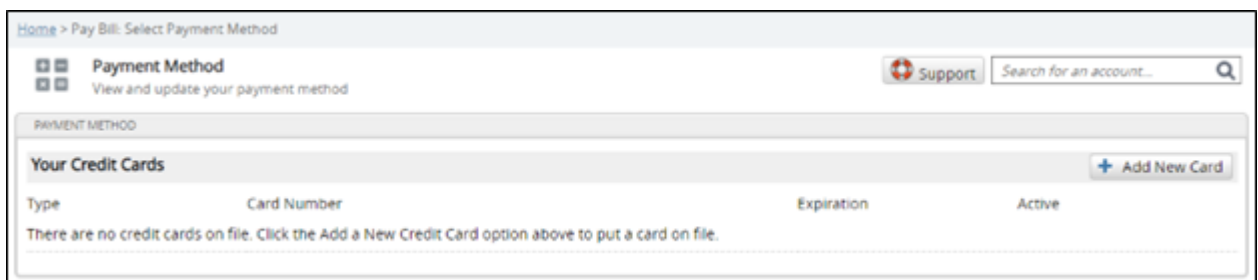 Home > Pay Bill: Select Payment Method
Payment Method
View and update your payment method
Support
Search for an account...
PAYMENT METHOD
Your Credit Cards
Add New Card
Type Card Number Expiration Active
There are no credit cards on file. Click the Add a New Credit Card option above to put a card on file.